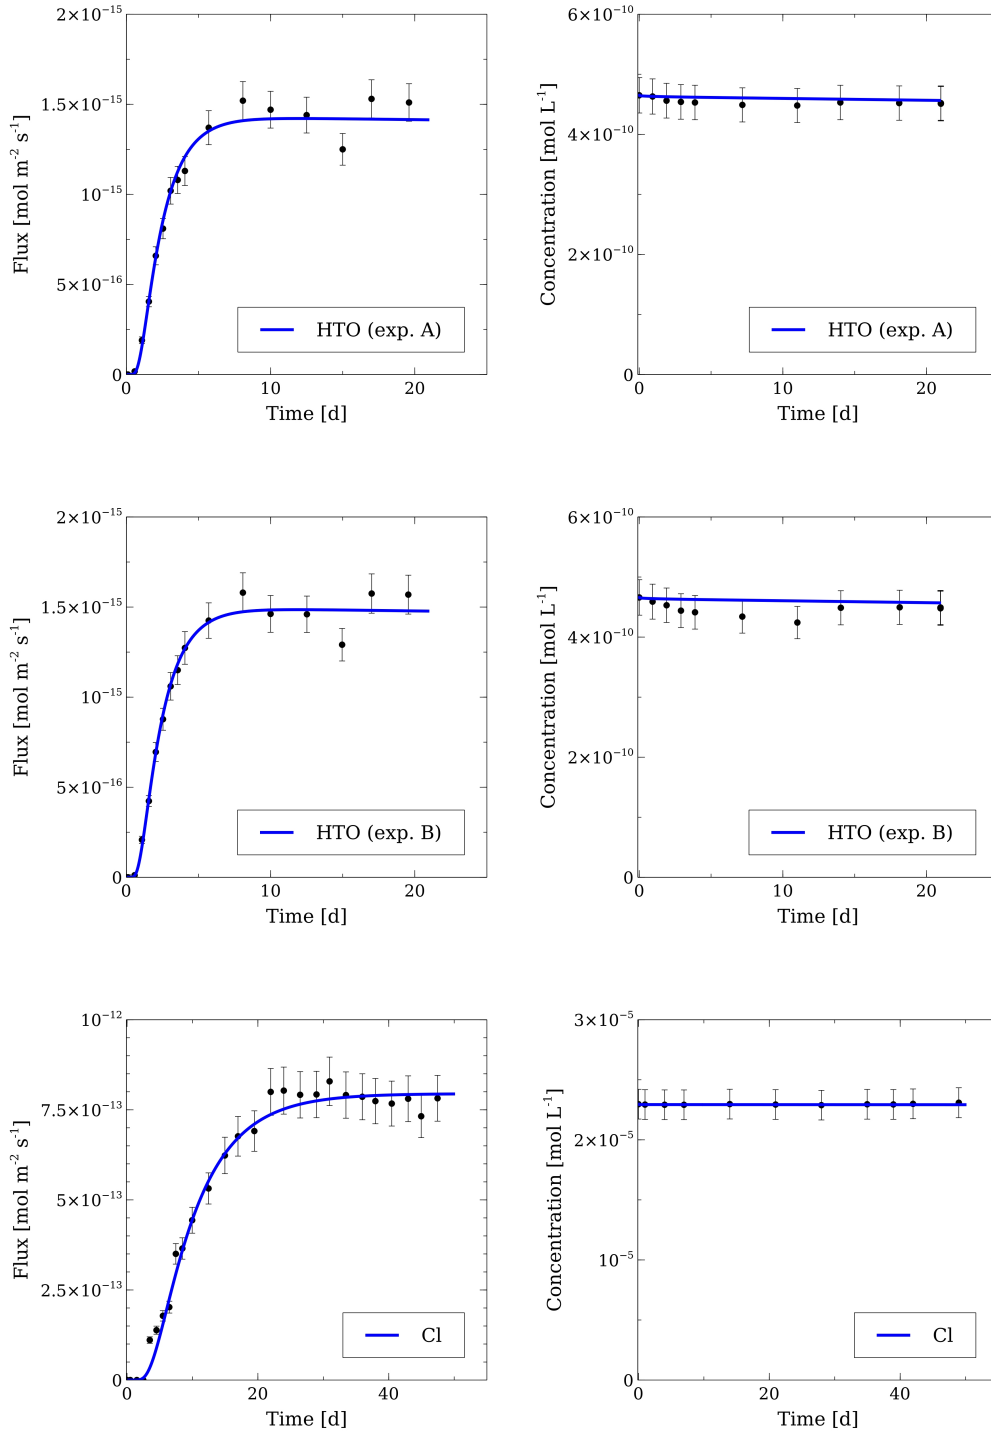 2×10⁻¹⁵
1.5×10⁻¹⁵
10⁻¹⁵
5×10⁻¹⁶
0
Flux [mol m⁻² s⁻¹]
HTO (exp. A)
0
10
20
Time [d]
6×10⁻¹⁰
4×10⁻¹⁰
2×10⁻¹⁰
0
Concentration [mol L⁻¹]
HTO (exp. A)
0
10
20
Time [d]
2×10⁻¹⁵
1.5×10⁻¹⁵
10⁻¹⁵
5×10⁻¹⁶
0
Flux [mol m⁻² s⁻¹]
HTO (exp. B)
0
10
20
Time [d]
6×10⁻¹⁰
4×10⁻¹⁰
2×10⁻¹⁰
0
Concentration [mol L⁻¹]
HTO (exp. B)
0
10
20
Time [d]
10⁻¹²
7.5×10⁻¹³
5×10⁻¹³
2.5×10⁻¹³
0
Flux [mol m⁻² s⁻¹]
Cl
0
20
40
Time [d]
3×10⁻⁵
2×10⁻⁵
10⁻⁵
0
Concentration [mol L⁻¹]
Cl
0
20
40
Time [d]